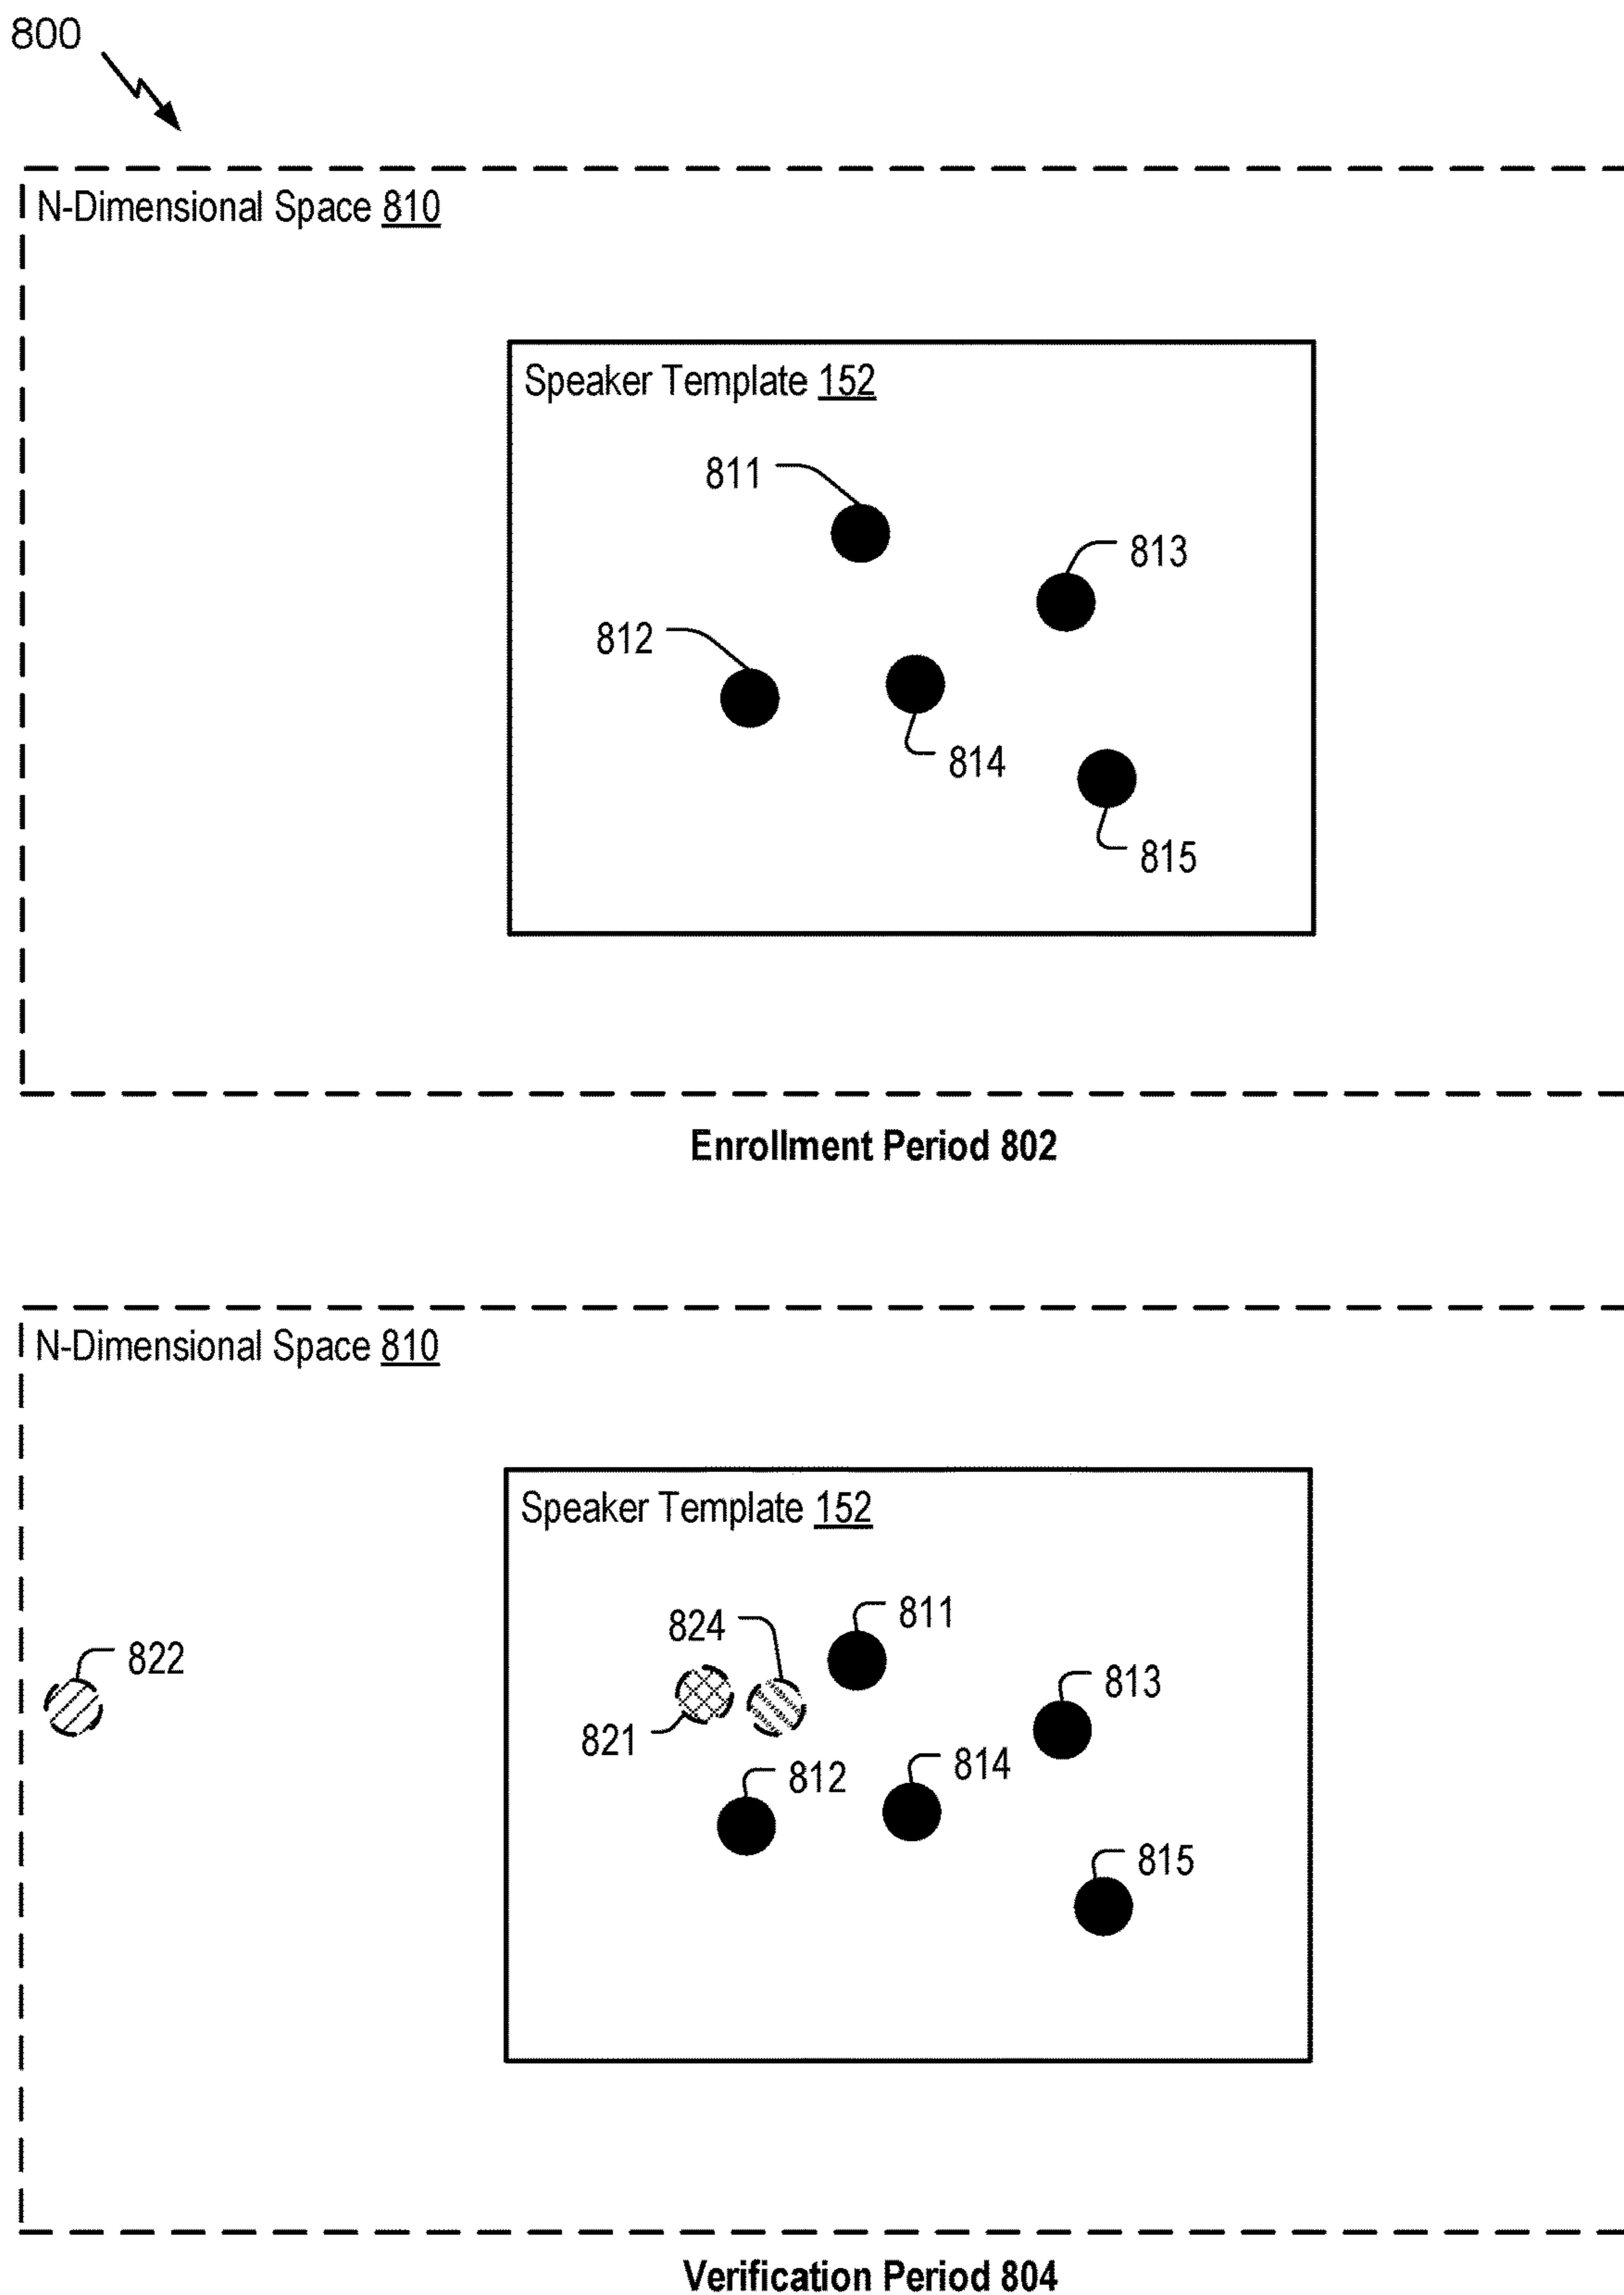 800
N-Dimensional Space 810
Speaker Template 152
811
813
812
814
815
Enrollment Period 802
N-Dimensional Space 810
Speaker Template 152
811
824
822
813
821
814
812
815
Verification Period 804